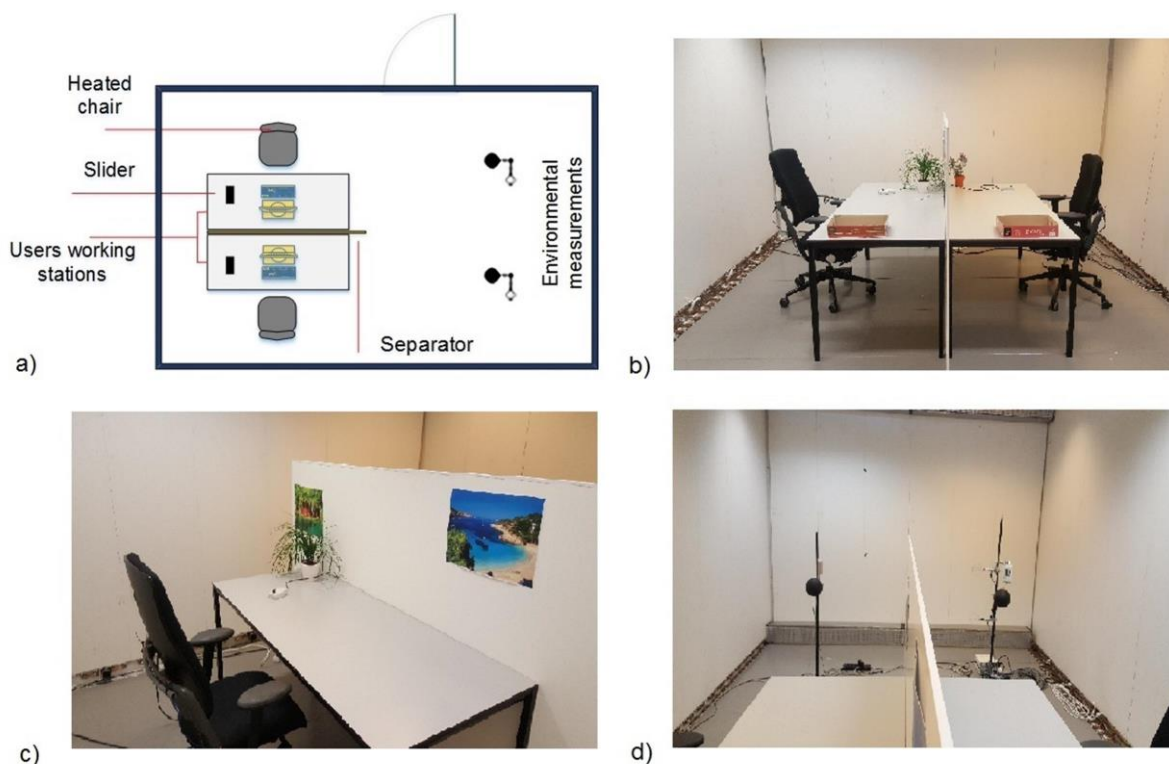 Heated
chair
Slider
Users working
stations
Environmental
measurements
Separator
a)
b)
c)
d)